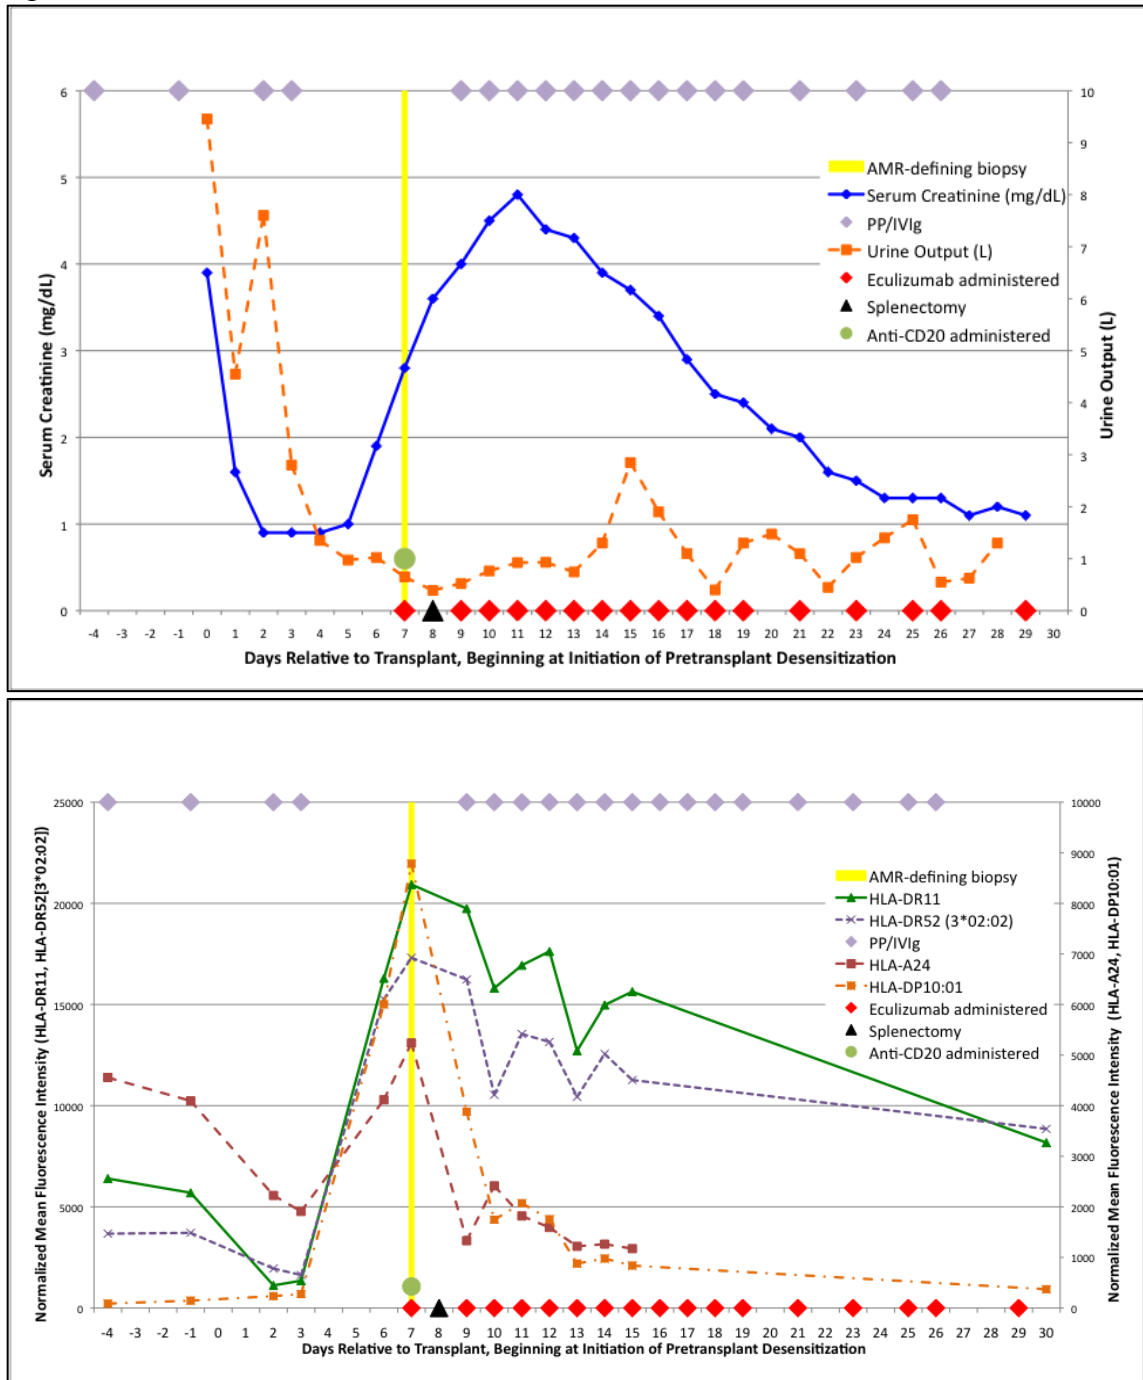 6
5
4
3
2
1
0
Serum Creatinine (mg/dL)
10
9
8
7
6
5
4
3
2
1
0
Urine Output (L)
AMR-defining biopsy
Serum Creatinine (mg/dL)
PP/IVIg
Urine Output (L)
Eculizumab administered
Splenectomy
Anti-CD20 administered
-4 -3 -2 -1 0 1 2 3 4 5 6 7 8 9 10 11 12 13 14 15 16 17 18 19 20 21 22 23 24 25 26 27 28 29 30
Days Relative to Transplant, Beginning at Initiation of Pretransplant Desensitization
25000
20000
15000
10000
5000
0
Normalized Mean Fluorescence Intensity (HLA-DR11, HLA-DR52[3*02:02])
10000
9000
8000
7000
6000
5000
4000
3000
2000
1000
0
Normalized Mean Fluorescence Intensity (HLA-A24, HLA-DP10:01)
AMR-defining biopsy
HLA-DR11
HLA-DR52 (3*02:02)
PP/IVIg
HLA-A24
HLA-DP10:01
Eculizumab administered
Splenectomy
Anti-CD20 administered
-4 -3 -2 -1 0 1 2 3 4 5 6 7 8 9 10 11 12 13 14 15 16 17 18 19 20 21 22 23 24 25 26 27 28 29 30
Days Relative to Transplant, Beginning at Initiation of Pretransplant Desensitization